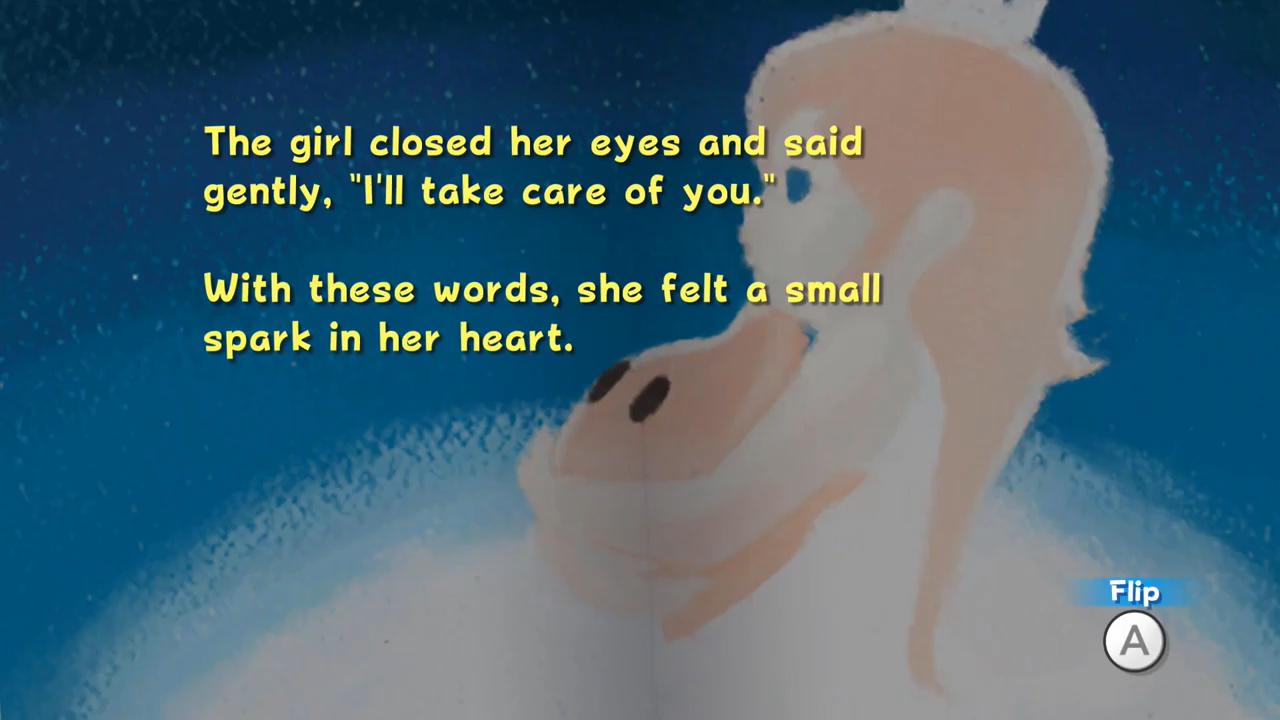 The girl closed her eyes and said
gently, "I'll take care of you."
With these words, she felt a small
spark in her heart.
Flip
A